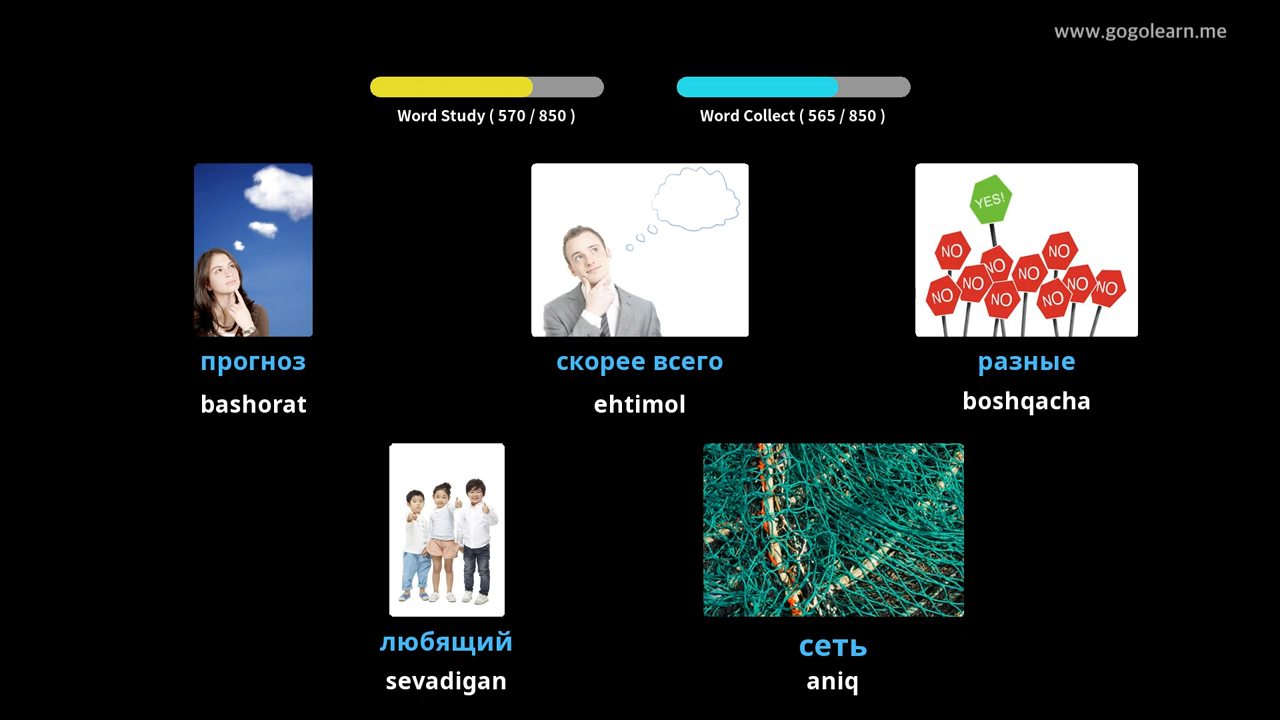 www.gogolearn.me
Word Study ( 570 / 850 )
Word Collect ( 565 / 850 )
YES!
NO
NO
NO
NO
NO
NO
NO
NO
NO
NO
прогноз
скорее всего
разные
bashorat
ehtimol
boshqacha
любящий
сеть
sevadigan
aniq